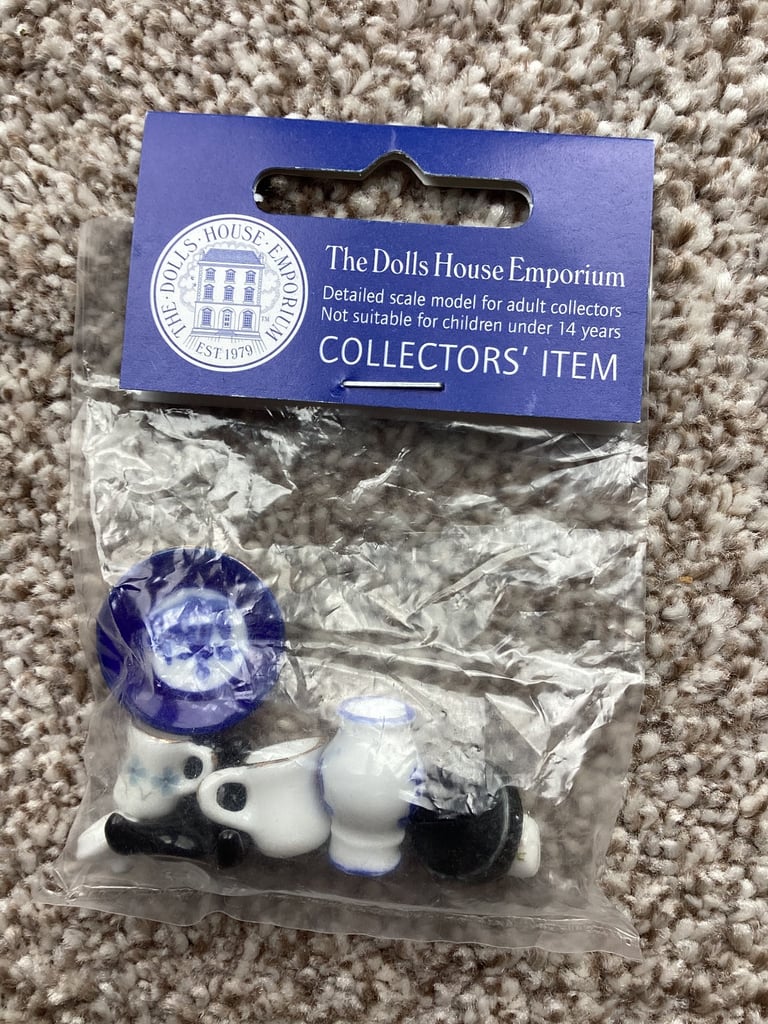 THE · DOLLS · HOUSE · EMPORIUM
TM
EST. 1979
The Dolls House Emporium
Detailed scale model for adult collectors
Not suitable for children under 14 years
COLLECTORS' ITEM